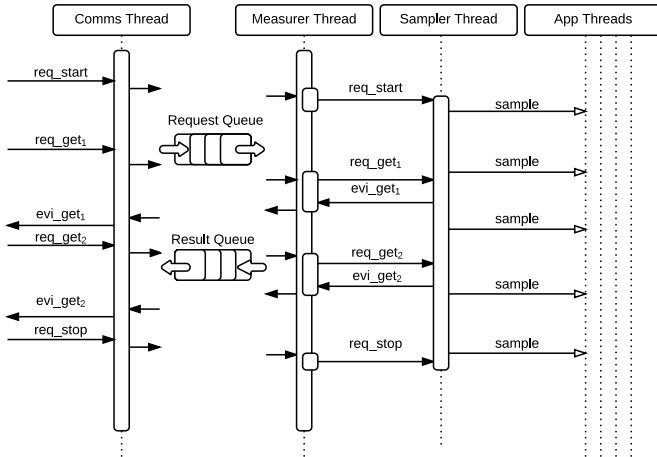 Comms Thread
Measurer Thread
Sampler Thread
App Threads
req_start
req_start
sample
Request Queue
req_get₁
req_get₁
sample
evi_get₁
evi_get₁
req_get₂
sample
Result Queue
req_get₂
evi_get₂
sample
evi_get₂
req_stop
req_stop
sample